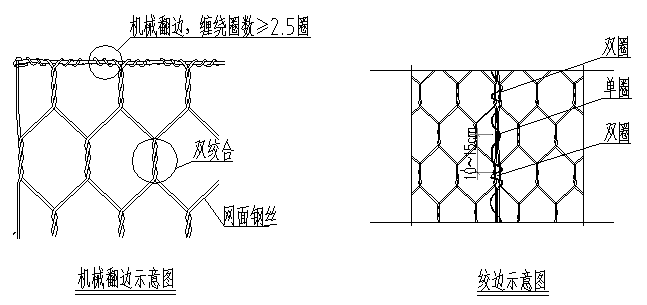 机械翻边，缠绕圈数≥2.5圈
双绞合
网面钢丝
机械翻边示意图
双圈
单圈
双圈
10~15cm
绞边示意图